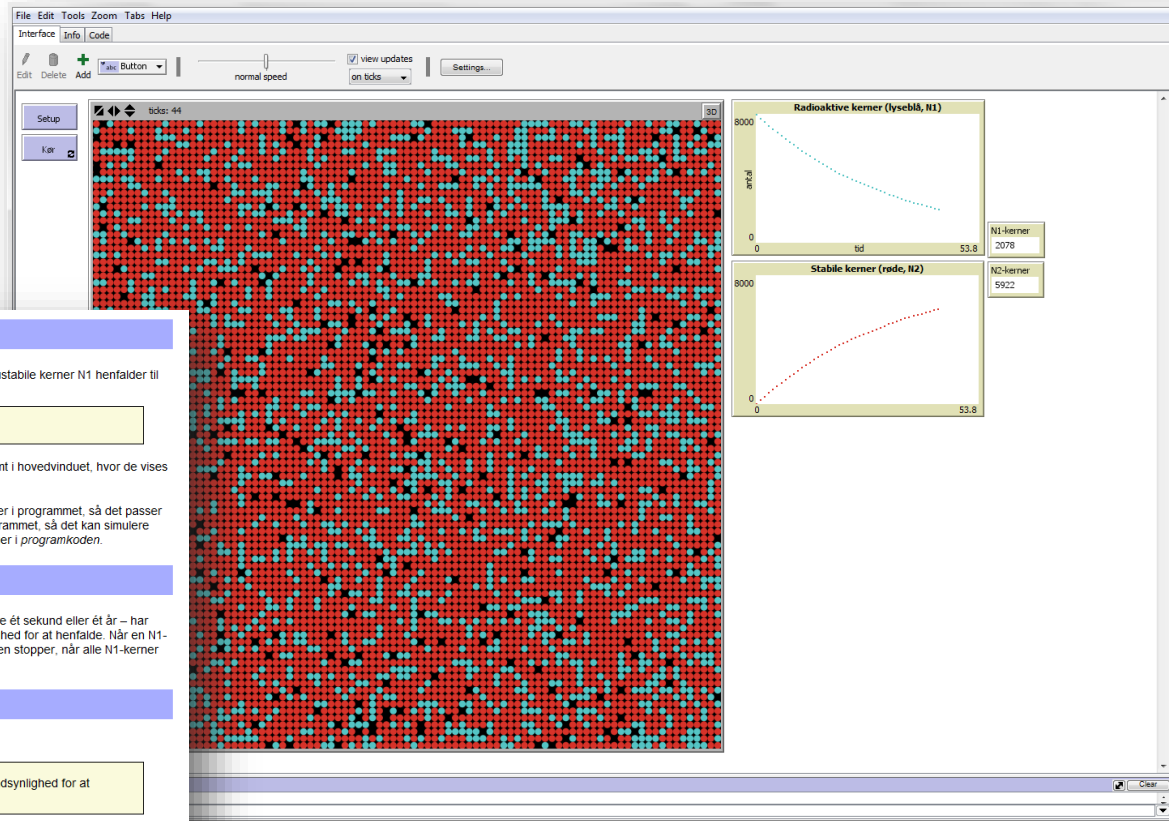 File Edit Tools Zoom Tabs Help
Interface Info Code
Edit Delete Add abc Button normal speed view updates on ticks Settings...
Setup
Kør
ticks: 44
3D
Radioaktive kerner (lyseblå, N1)
8000
antal
0
0 tid 53.8
N1-kerner
2078
Stabile kerner (røde, N2)
8000
0
0 53.8
N2-kerner
5922
stabile kerner N1 henfalder til
nt i hovedvinduet, hvor de vises
er i programmet, så det passer
rammet, så det kan simulere
er i programkoden.
e ét sekund eller ét år – har
hed for at henfalde. Når en N1-
en stopper, når alle N1-kerner
dsynlighed for at
Clear